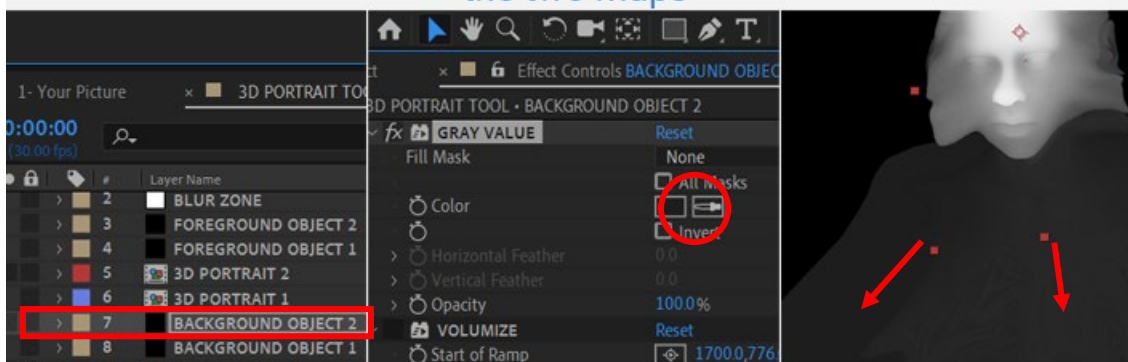 1- Your Picture
3D PORTRAIT
0:00:00
(30.00 fps)
# Layer Name
2 BLUR ZONE
3 FOREGROUND OBJECT 2
4 FOREGROUND OBJECT 1
5 3D PORTRAIT 2
6 3D PORTRAIT 1
7 BACKGROUND OBJECT 2
8 BACKGROUND OBJECT 1
T
Effect Controls BACKGROUND OBJEC
3D PORTRAIT TOOL • BACKGROUND OBJECT 2
fx GRAY VALUE Reset
Fill Mask None
All Masks
Color
Invert
Horizontal Feather 0.0
Vertical Feather 0.0
Opacity 100.0%
VOLUMIZE Reset
Start of Ramp 1700.0,776.